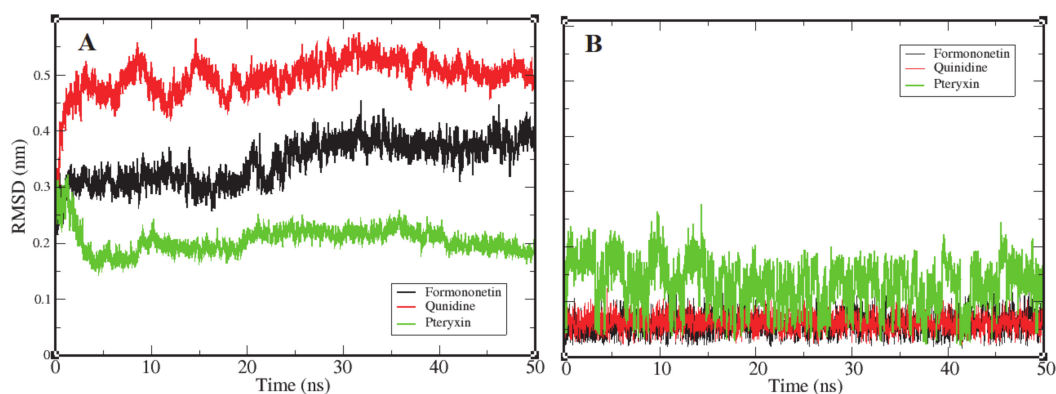 A
RMSD (nm)
0.5
0.4
0.3
0.2
0.1
0
Formononetin
Qunidine
Pteryxin
0 10 20 30 40 50
Time (ns)
B
Formononetin
Quinidine
Pteryxin
0 10 20 30 40 50
Time (ns)